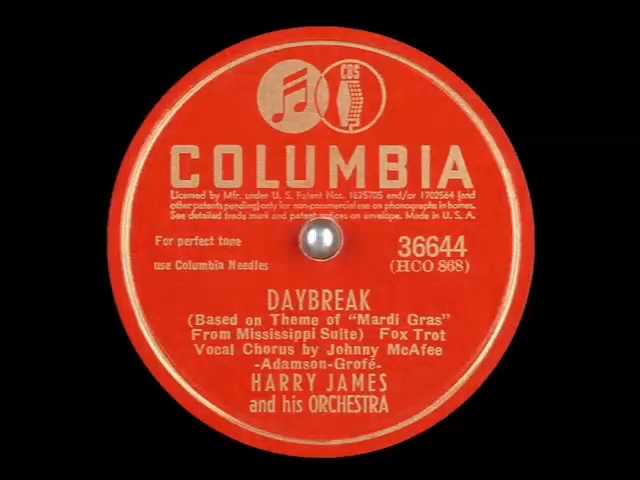 CBS
COLUMBIA
Licensed by Mfr. under U. S. Patent Nos. 1625705 and/or 1702564 (and
other patents pending) only for non-commercial use on phonographs in homes.
See detailed trade mark and patent notices on envelope. Made in U. S. A.
For perfect tone
use Columbia Needles
36644
(HCO 868)
DAYBREAK
(Based on Theme of "Mardi Gras"
From Mississippi Suite) Fox Trot
Vocal Chorus by Johnny McAfee
-Adamson-Grofé-
HARRY JAMES
and his ORCHESTRA